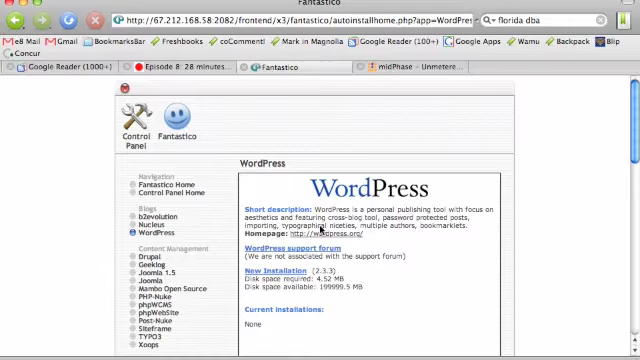 Fantastico
http://67.212.168.58:2082/frontend/x3/fantastico/autoinstallhome.php?app=WordPres
florida dba
e8 Mail
BookmarksBar
Freshbooks
coComment!
Mark in Magnolia
Google Reader (100+)
Google Apps
Wamu
Backpack
Blip
Concur
Google Reader (1000+)
Episode 8: 28 minutes...
Fantastico
midPhase - Unmetere...
Control Panel
Fantastico
WordPress
Navigation
Fantastico Home
Control Panel Home
Blogs
b2evolution
Nucleus
WordPress
Content Management
Drupal
Geeklog
Joomla 1.5
Joomla
Mambo Open Source
PHP-Nuke
phpWCMS
phpWebSite
Post-Nuke
Siteframe
TYPO3
Xoops
WordPress
Short description: WordPress is a personal publishing tool with focus on
aesthetics and featuring cross-blog tool, password protected posts,
importing, typographical niceties, multiple authors, bookmarklets.
Homepage: http://wordpress.org/
WordPress support forum
(We are not associated with the support forum)
New Installation (2.3.3)
Disk space required: 4.52 MB
Disk space available: 199999.5 MB
Current installations:
None